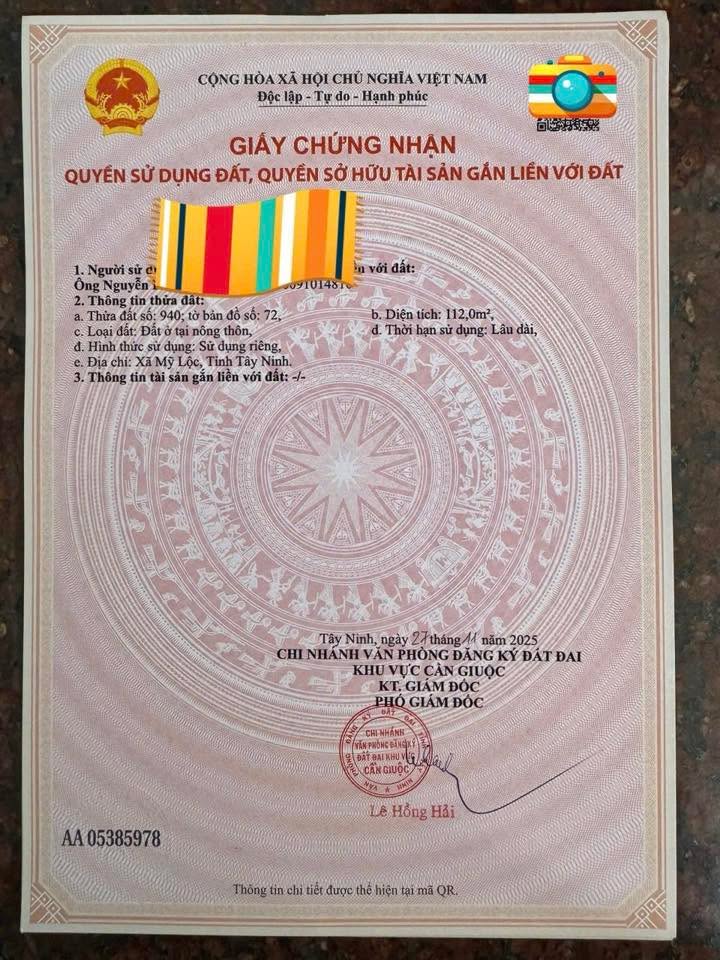 CỘNG HÒA XÃ HỘI CHỦ NGHĨA VIỆT NAM
Độc lập - Tự do - Hạnh phúc
GIẤY CHỨNG NHẬN
QUYỀN SỬ DỤNG ĐẤT, QUYỀN SỞ HỮU TÀI SẢN GẮN LIỀN VỚI ĐẤT
1. Người sử với đất:
Ông Nguyễn
2. Thông tin thửa đất:
a. Thửa đất số: 940; tờ bản đồ số: 72, b. Diện tích: 112,0m²,
c. Loại đất: Đất ở tại nông thôn, d. Thời hạn sử dụng: Lâu dài,
đ. Hình thức sử dụng: Sử dụng riêng,
e. Địa chỉ: Xã Mỹ Lộc, Tỉnh Tây Ninh.
3. Thông tin tài sản gắn liền với đất: -/-
Tây Ninh, ngày 27 tháng 11 năm 2025
CHI NHÁNH VĂN PHÒNG ĐĂNG KÝ ĐẤT ĐAI
KHU VỰC CẦN GIUỘC
KT. GIÁM ĐỐC
PHÓ GIÁM ĐỐC
CHI NHÁNH
VĂN PHÒNG ĐĂNG KÝ
ĐẤT ĐAI KHU VỰC
CẦN GIUỘC
Lê Hồng Hải
AA 05385978
Thông tin chi tiết được thể hiện tại mã QR.